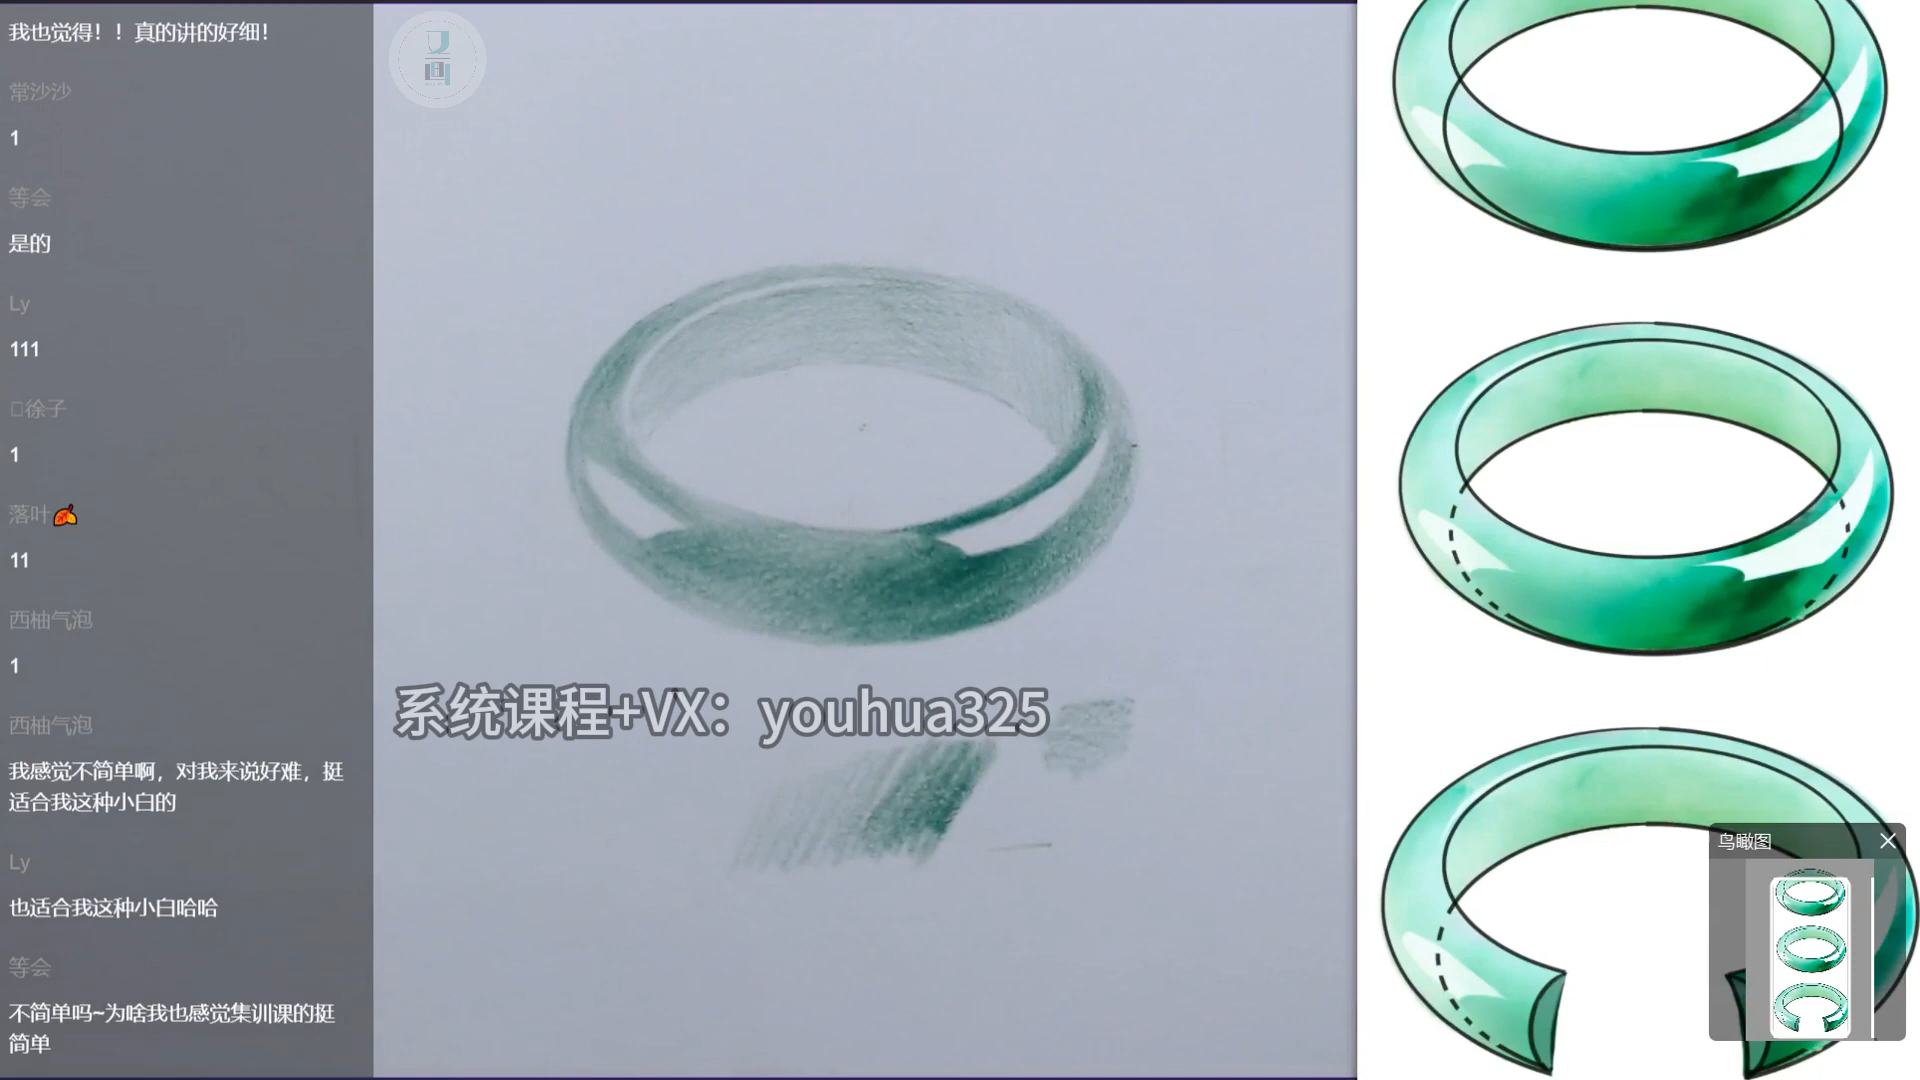 我也觉得！！真的讲的好细！
常沙沙
1
等会
是的
Ly
111
徐子
1
落叶🍂
11
西柚气泡
1
西柚气泡
我感觉不简单啊，对我来说好难，挺
适合我这种小白的
Ly
也适合我这种小白哈哈
等会
不简单吗~为啥我也感觉集训课的挺
简单
系统课程+VX：youhua325
鸟瞰图